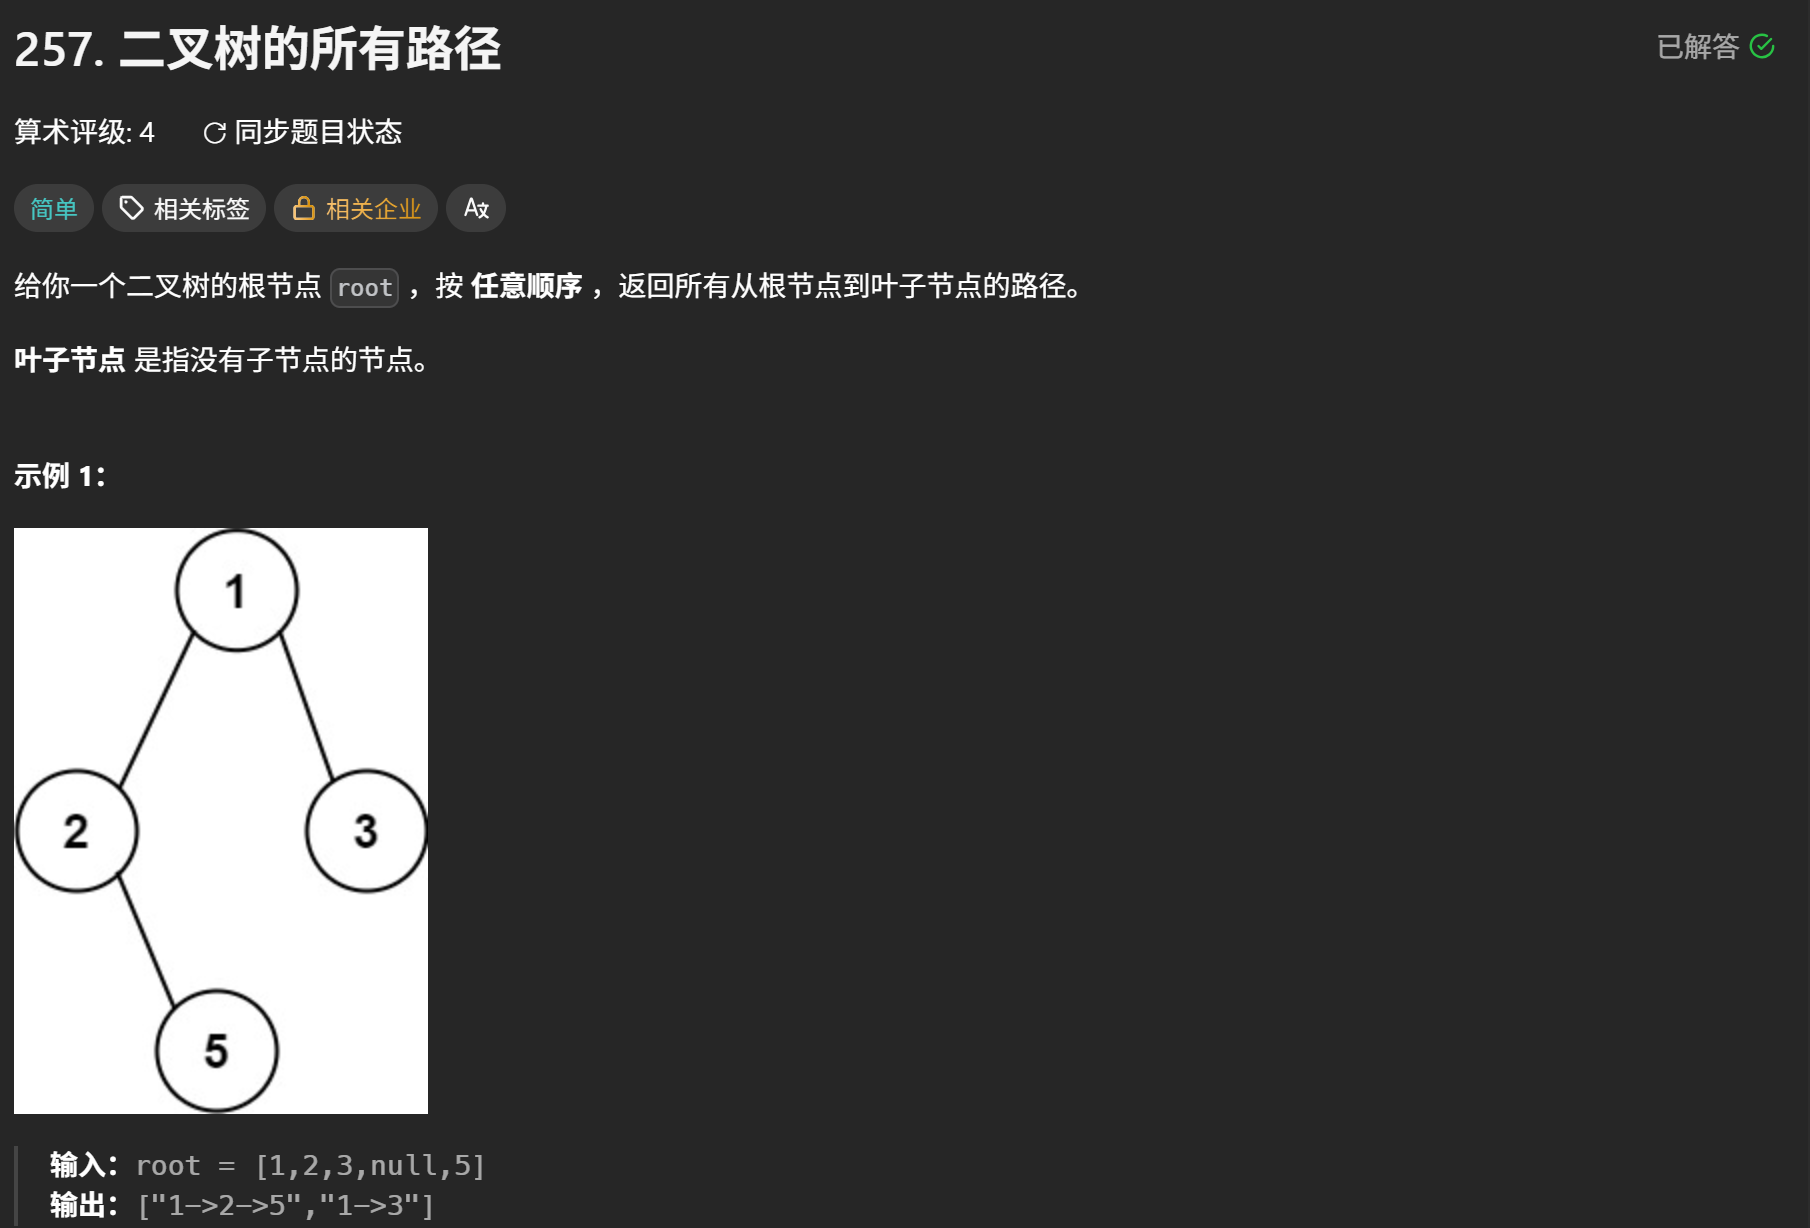 257. 二叉树的所有路径
已解答
算术评级: 4 同步题目状态
简单 相关标签 相关企业
给你一个二叉树的根节点 root ，按 任意顺序 ，返回所有从根节点到叶子节点的路径。
叶子节点 是指没有子节点的节点。
示例 1：
1
2 3
5
输入：root = [1,2,3,null,5]
输出：["1->2->5","1->3"]